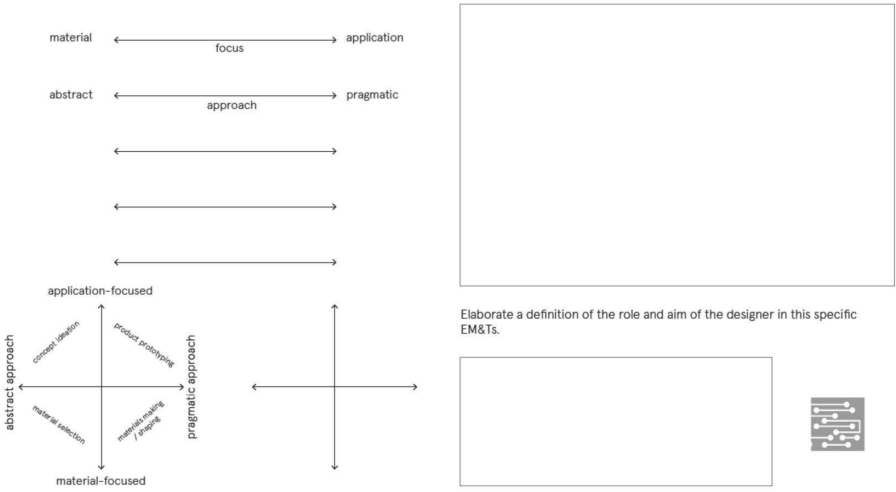 material
application
focus
abstract
pragmatic
approach
application-focused
concept ideation
product prototyping
abstract approach
pragmatic approach
material selection
materials making
/ shaping
material-focused
Elaborate a definition of the role and aim of the designer in this specific
EM&Ts.